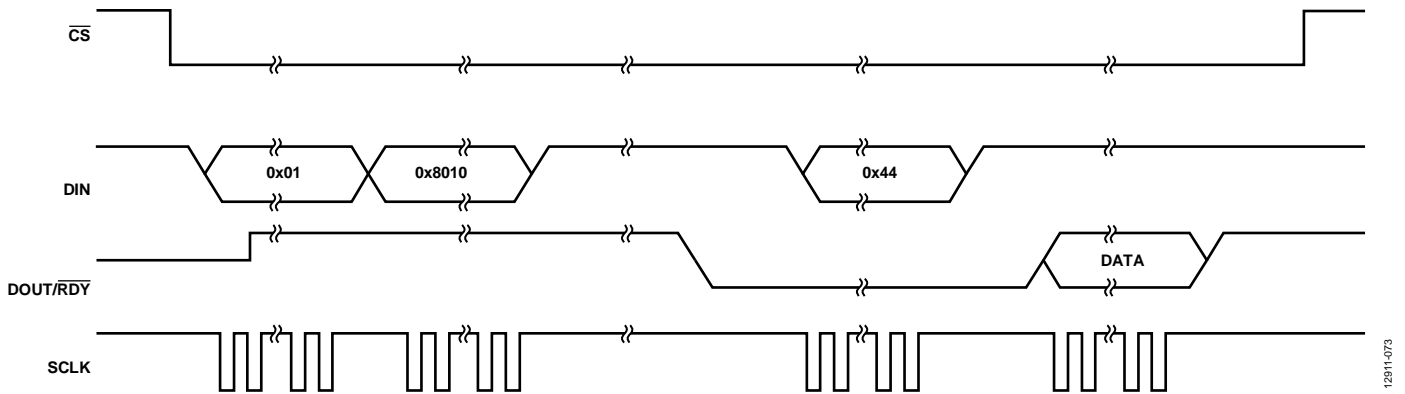 CS
DIN
0x01
0x8010
0x44
DOUT/RDY
DATA
SCLK
12911-073